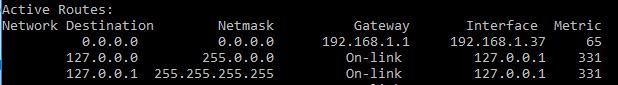 Active Routes:
Network Destination Netmask Gateway Interface Metric
0.0.0.0 0.0.0.0 192.168.1.1 192.168.1.37 65
127.0.0.0 255.0.0.0 On-link 127.0.0.1 331
127.0.0.1 255.255.255.255 On-link 127.0.0.1 331